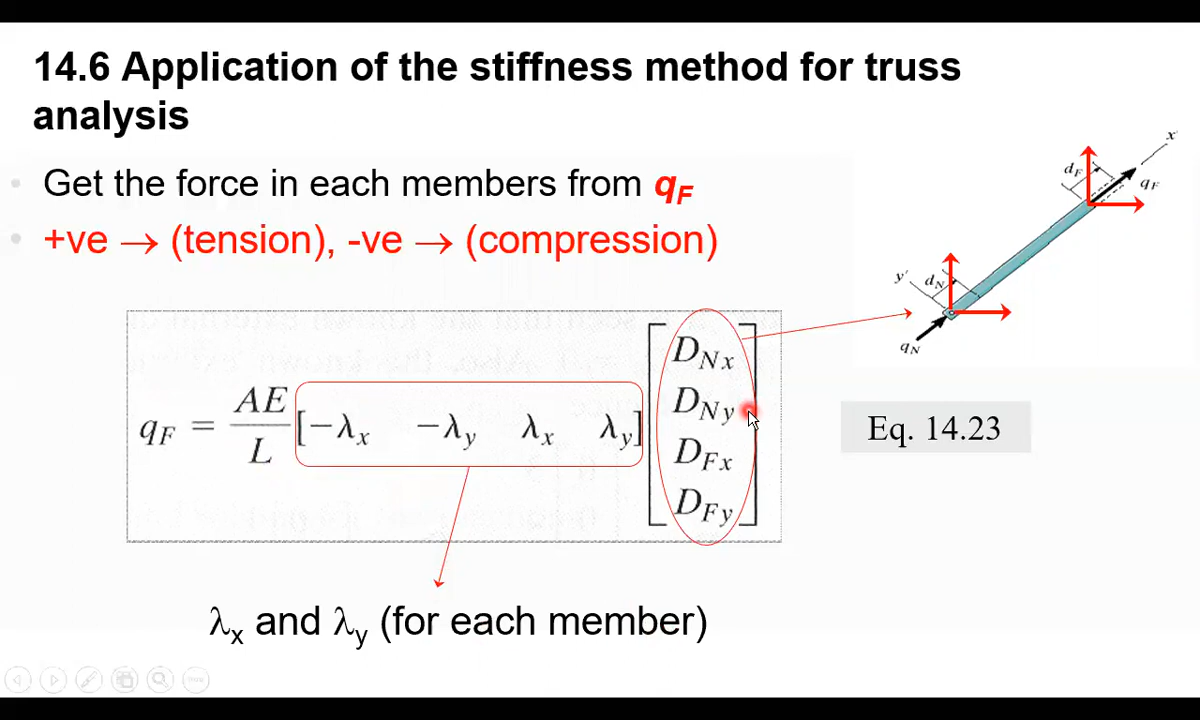 14.6 Application of the stiffness method for truss
analysis
• Get the force in each members from qF
• +ve → (tension), -ve → (compression)
x'
dF
qF
y'
dN
qN
qF = AE/L [−λx −λy λx λy] [DNx
DNy
DFx
DFy]
Eq. 14.23
λx and λy (for each member)